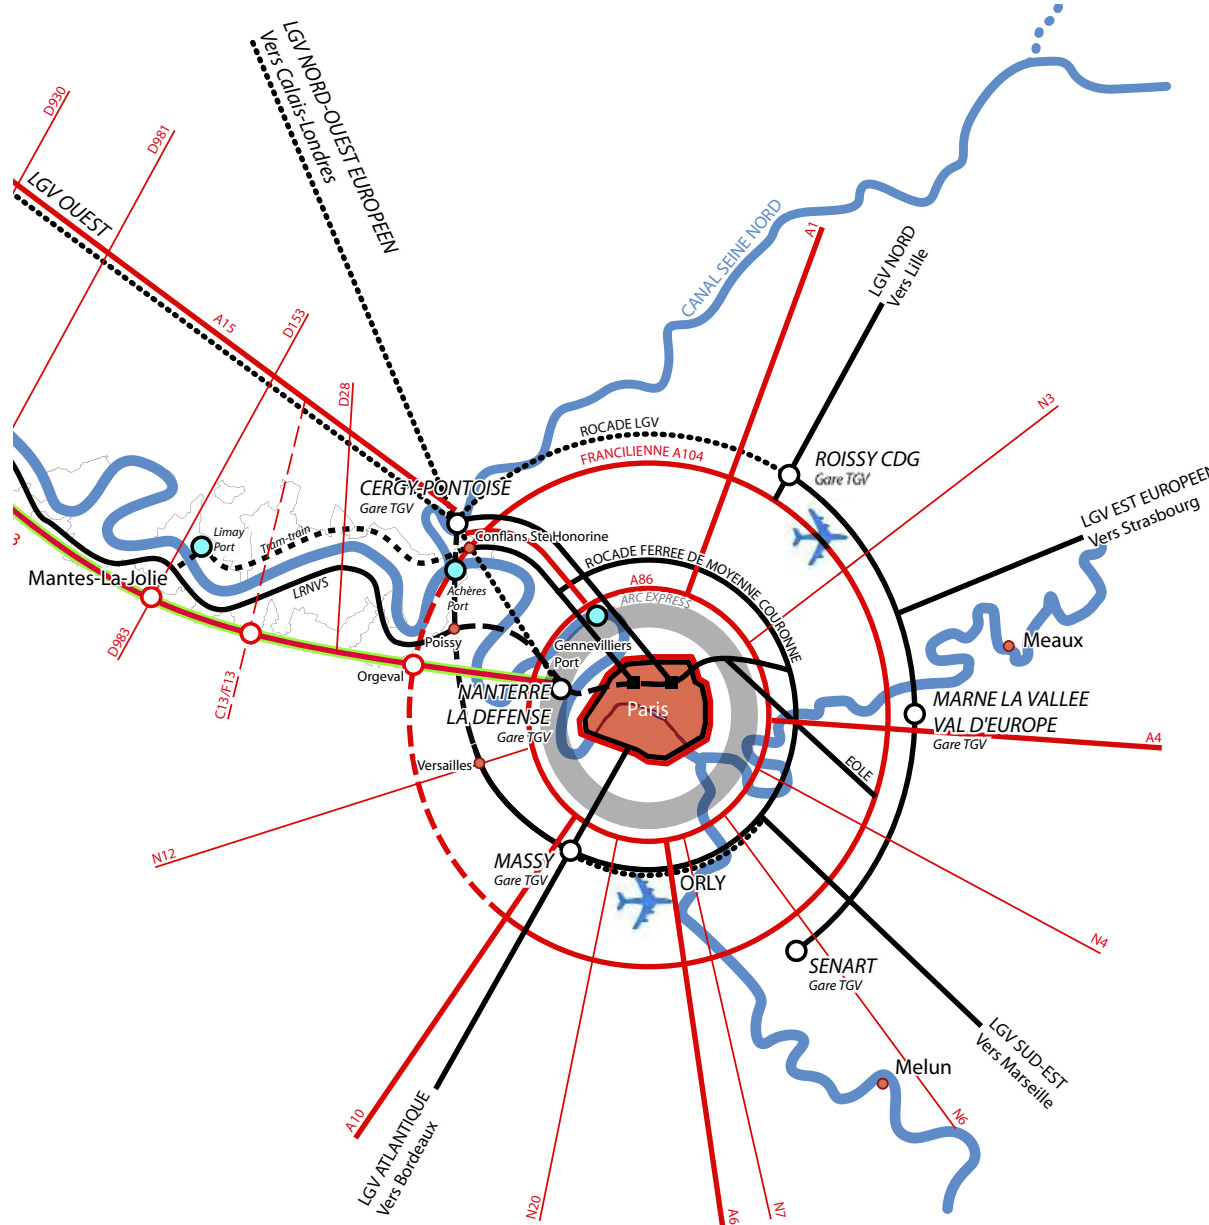 D930
D981
LGV NORD-OUEST EUROPEEN
Vers Calais-Londres
LGV OUEST
A15
D153
D28
CANAL SEINE NORD
A1
LGV NORD
Vers Lille
N3
ROCADE LGV
FRANCILIENNE A104
ROISSY CDG
Gare TGV
CERGY-PONTOISE
Gare TGV
LGV EST EUROPEEN
Vers Strasbourg
Limay
Port
Tram-train
Conflans Ste Honorine
ROCADE FERREE DE MOYENNE COURONNE
A86
ARC EXPRESS
Mantes-La-Jolie
LRNVS
Achères
Port
Poissy
Gennevilliers
Port
Meaux
D983
C13/F13
Orgeval
NANTERRE
LA DEFENSE
Gare TGV
Paris
MARNE LA VALLEE
VAL D'EUROPE
Gare TGV
A4
Versailles
EOLE
N12
MASSY
Gare TGV
ORLY
N4
SENART
Gare TGV
LGV SUD-EST
Vers Marseille
Melun
N6
A10
LGV ATLANTIQUE
Vers Bordeaux
N20
A6
N7